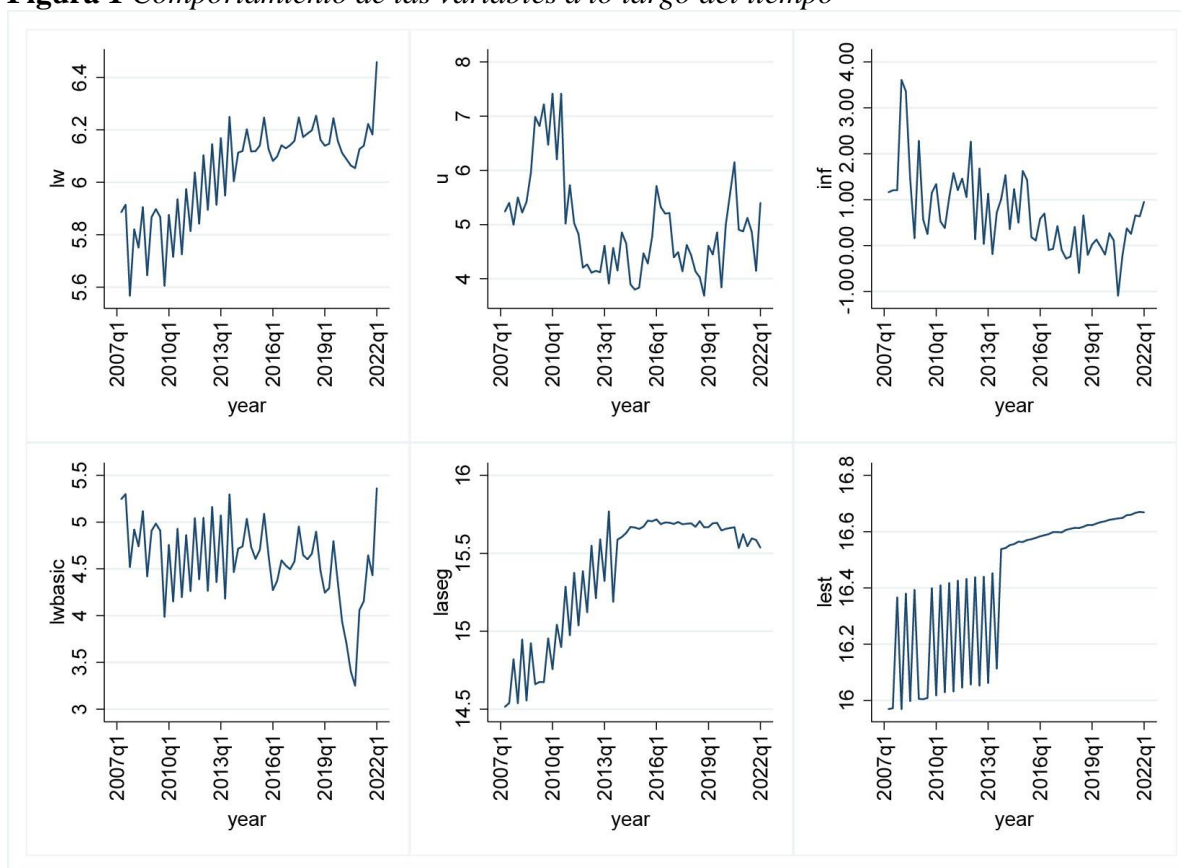 Figura 1 Comportamiento de las variables a lo largo del tiempo
lw
6.4
6.2
6
5.8
5.6
2007q1
2010q1
2013q1
2016q1
2019q1
2022q1
year
u
8
7
6
5
4
2007q1
2010q1
2013q1
2016q1
2019q1
2022q1
year
inf
4.00
3.00
2.00
1.00
0.00
-1.00
2007q1
2010q1
2013q1
2016q1
2019q1
2022q1
year
lwbasic
5.5
5
4.5
4
3.5
3
2007q1
2010q1
2013q1
2016q1
2019q1
2022q1
year
laseg
16
15.5
15
14.5
2007q1
2010q1
2013q1
2016q1
2019q1
2022q1
year
lest
16.8
16.6
16.4
16.2
16
2007q1
2010q1
2013q1
2016q1
2019q1
2022q1
year